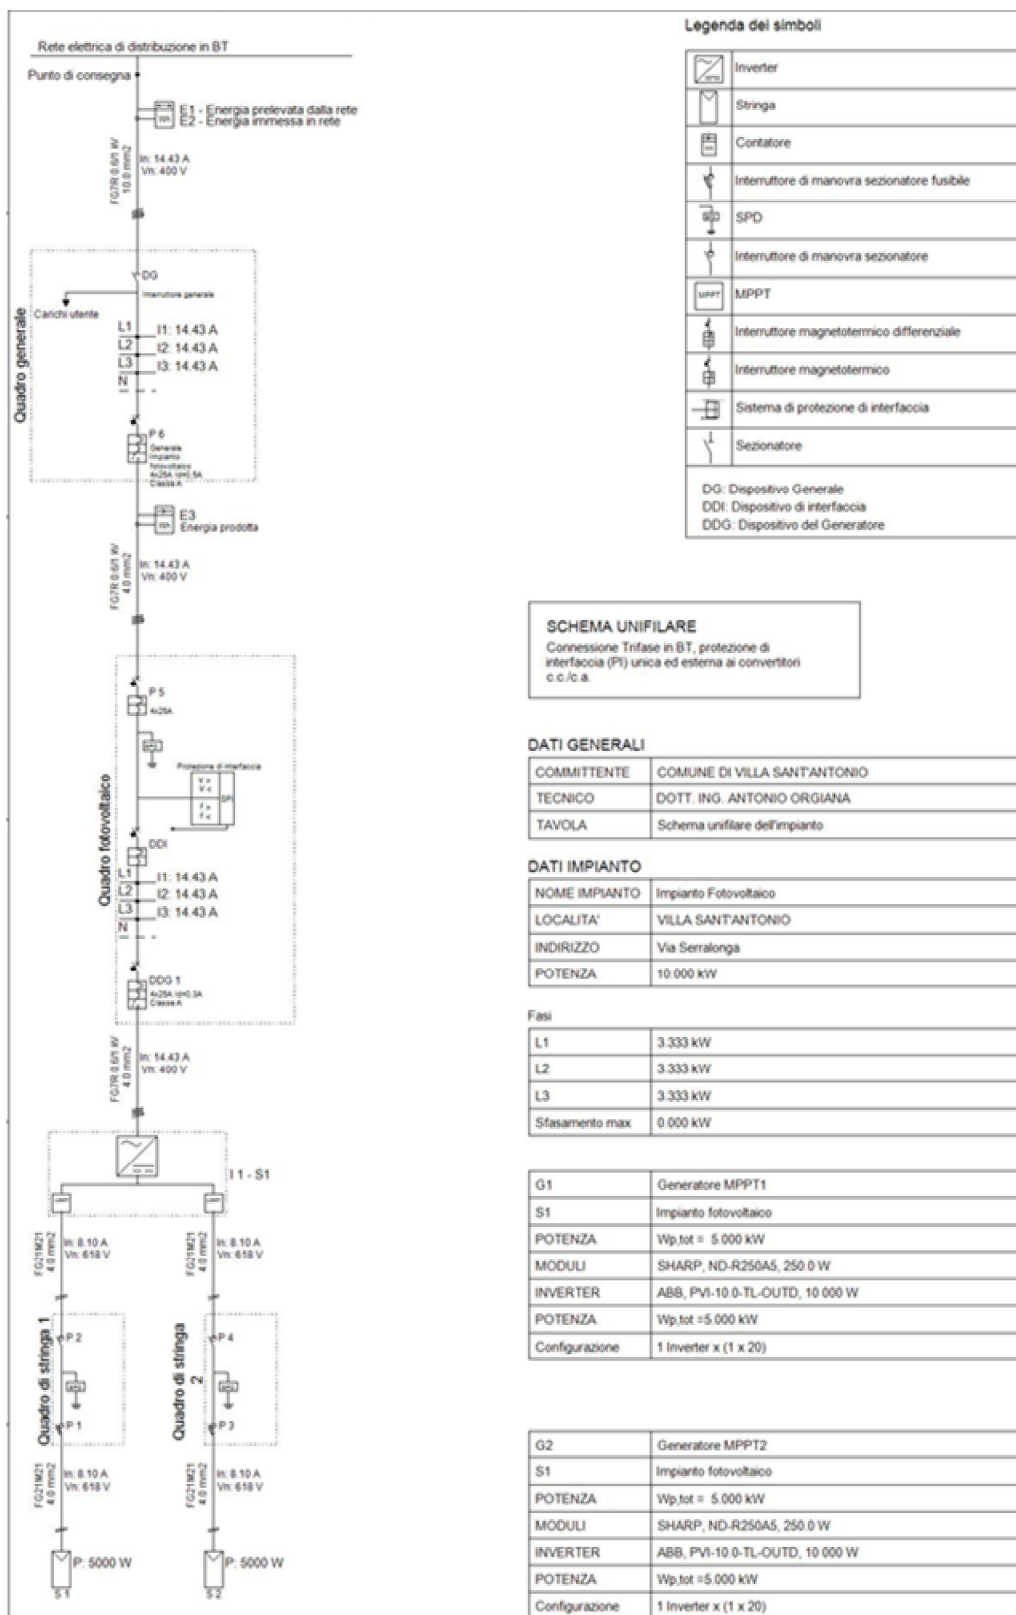 Rete elettrica di distribuzione in BT
Punto di consegna
E1 - Energia prelevata dalla rete
E2 - Energia immessa in rete
FG7R 0.6/1 kV
10.0 mm2
In: 14.43 A
Vn: 400 V
Quadro generale
DG
Interruttore generale
Carichi utente
L1 I1: 14.43 A
L2 I2: 14.43 A
L3 I3: 14.43 A
N
P 6
Generale
Impianto
fotovoltaico
4x25A Id=0,5A
Classe A
E3
Energia prodotta
FG7R 0.6/1 kV
4.0 mm2
In: 14.43 A
Vn: 400 V
Quadro fotovoltaico
P 5
4x25A
SPD
Protezione di interfaccia
V >
V <
f >
f <
SPI
DDI
L1 I1: 14.43 A
L2 I2: 14.43 A
L3 I3: 14.43 A
N
DDG 1
4x25A Id=0,3A
Classe A
FG7R 0.6/1 kV
4.0 mm2
In: 14.43 A
Vn: 400 V
I 1 - S1
MPPT
MPPT
FG21M21
4.0 mm2
In: 8.10 A
Vn: 618 V
FG21M21
4.0 mm2
In: 8.10 A
Vn: 618 V
Quadro di stringa 1
P 2
SPD
P 1
Quadro di stringa
2
P 4
SPD
P 3
FG21M21
4.0 mm2
In: 8.10 A
Vn: 618 V
FG21M21
4.0 mm2
In: 8.10 A
Vn: 618 V
P: 5000 W
S 1
P: 5000 W
S 2
Legenda dei simboli
Inverter
Stringa
Contatore
Interruttore di manovra sezionatore fusibile
SPD
Interruttore di manovra sezionatore
MPPT
MPPT
Interruttore magnetotermico differenziale
Interruttore magnetotermico
Sistema di protezione di interfaccia
Sezionatore
DG: Dispositivo Generale
DDI: Dispositivo di interfaccia
DDG: Dispositivo del Generatore
SCHEMA UNIFILARE
Connessione Trifase in BT, protezione di
interfaccia (PI) unica ed esterna ai convertitori
c.c./c.a.
DATI GENERALI
COMMITTENTE COMUNE DI VILLA SANT'ANTONIO
TECNICO DOTT. ING. ANTONIO ORGIANA
TAVOLA Schema unifilare dell'impianto
DATI IMPIANTO
NOME IMPIANTO Impianto Fotovoltaico
LOCALITA' VILLA SANT'ANTONIO
INDIRIZZO Via Serralonga
POTENZA 10.000 kW
Fasi
L1 3.333 kW
L2 3.333 kW
L3 3.333 kW
Sfasamento max 0.000 kW
G1 Generatore MPPT1
S1 Impianto fotovoltaico
POTENZA Wp,tot = 5.000 kW
MODULI SHARP, ND-R250A5, 250.0 W
INVERTER ABB, PVI-10.0-TL-OUTD, 10 000 W
POTENZA Wp,tot =5.000 kW
Configurazione 1 Inverter x (1 x 20)
G2 Generatore MPPT2
S1 Impianto fotovoltaico
POTENZA Wp,tot = 5.000 kW
MODULI SHARP, ND-R250A5, 250.0 W
INVERTER ABB, PVI-10.0-TL-OUTD, 10 000 W
POTENZA Wp,tot =5.000 kW
Configurazione 1 Inverter x (1 x 20)